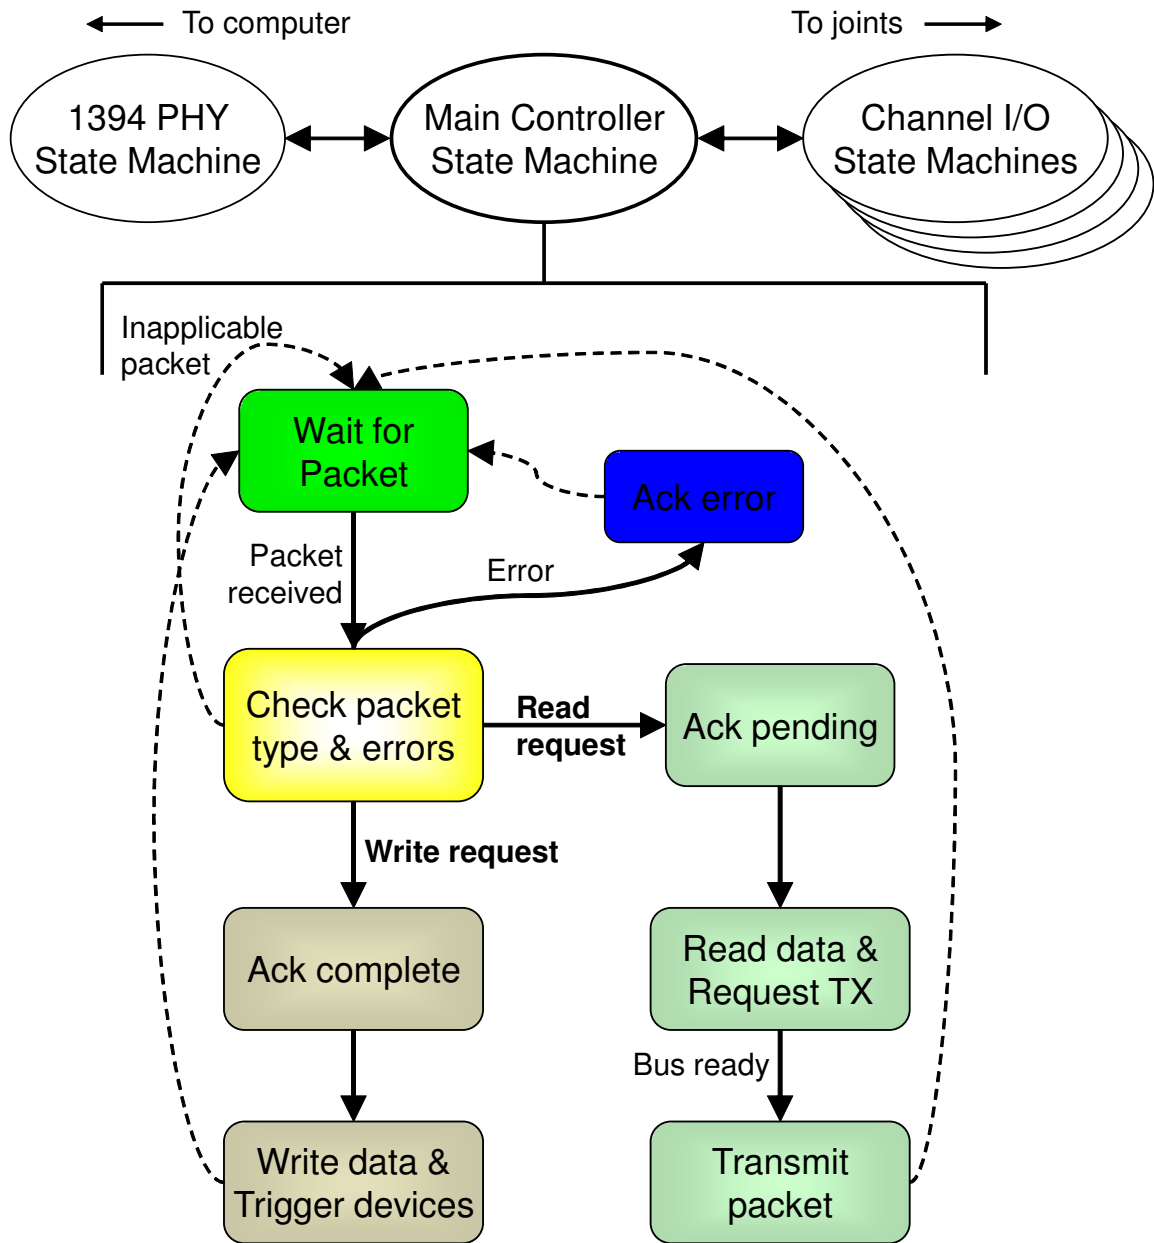 To computer
To joints
1394 PHY
State Machine
Main Controller
State Machine
Channel I/O
State Machines
Inapplicable
packet
Wait for
Packet
Ack error
Packet
received
Error
Check packet
type & errors
Read
request
Ack pending
Write request
Ack complete
Read data &
Request TX
Bus ready
Write data &
Trigger devices
Transmit
packet